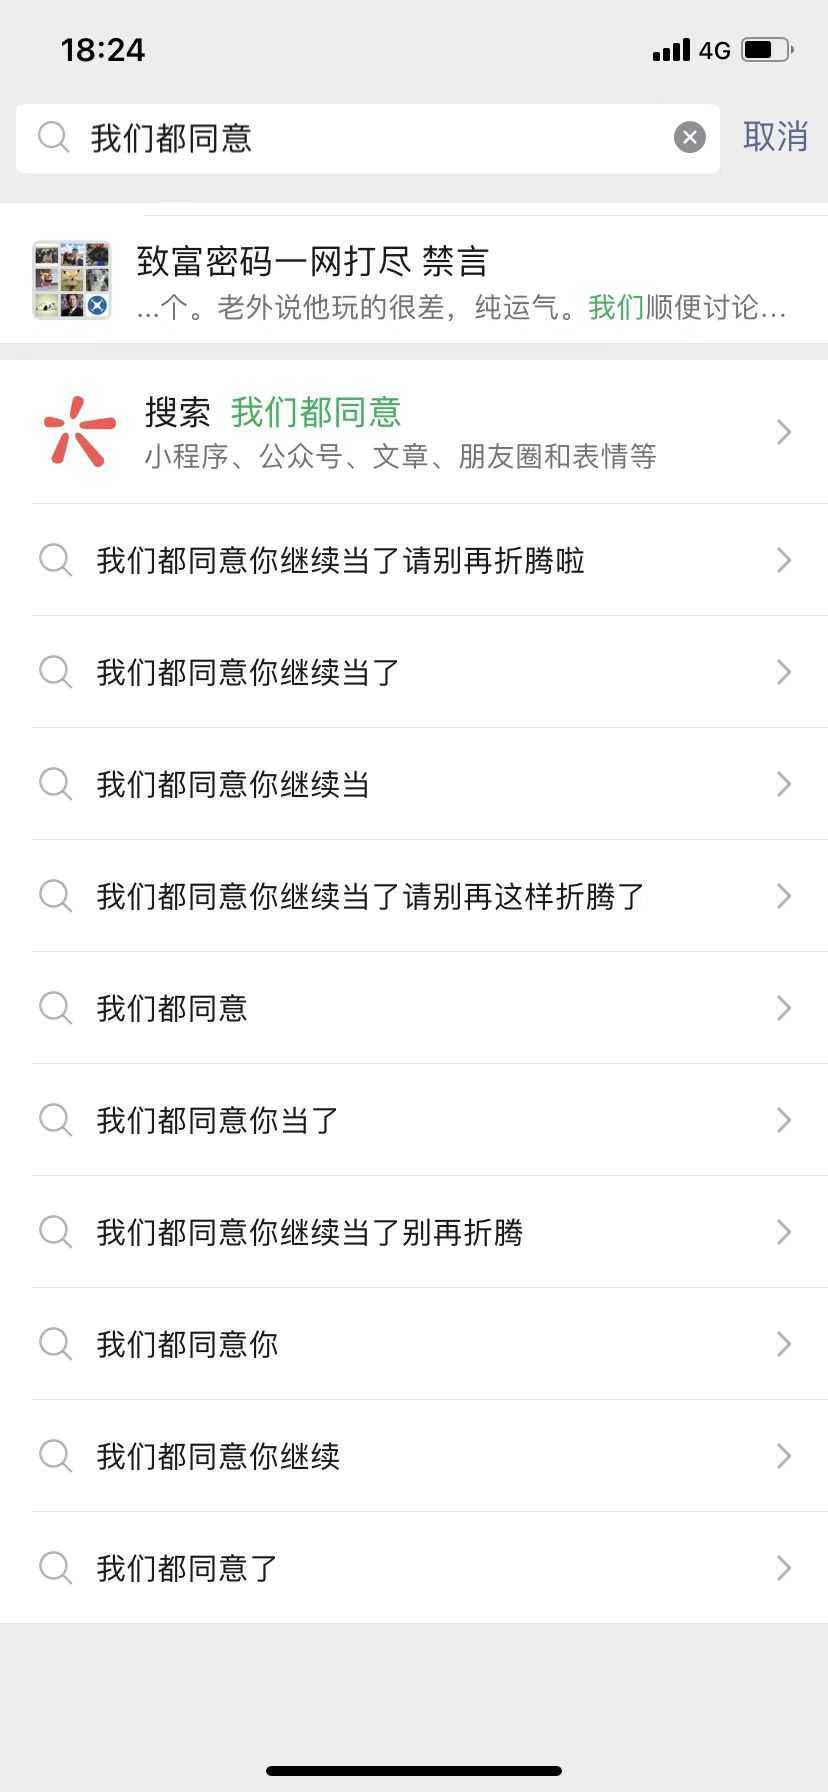 18:24
4G
我们都同意
取消
致富密码一网打尽 禁言
...个。老外说他玩的很差，纯运气。我们顺便讨论...
搜索 我们都同意
小程序、公众号、文章、朋友圈和表情等
我们都同意你继续当了请别再折腾啦
我们都同意你继续当了
我们都同意你继续当
我们都同意你继续当了请别再这样折腾了
我们都同意
我们都同意你当了
我们都同意你继续当了别再折腾
我们都同意你
我们都同意你继续
我们都同意了